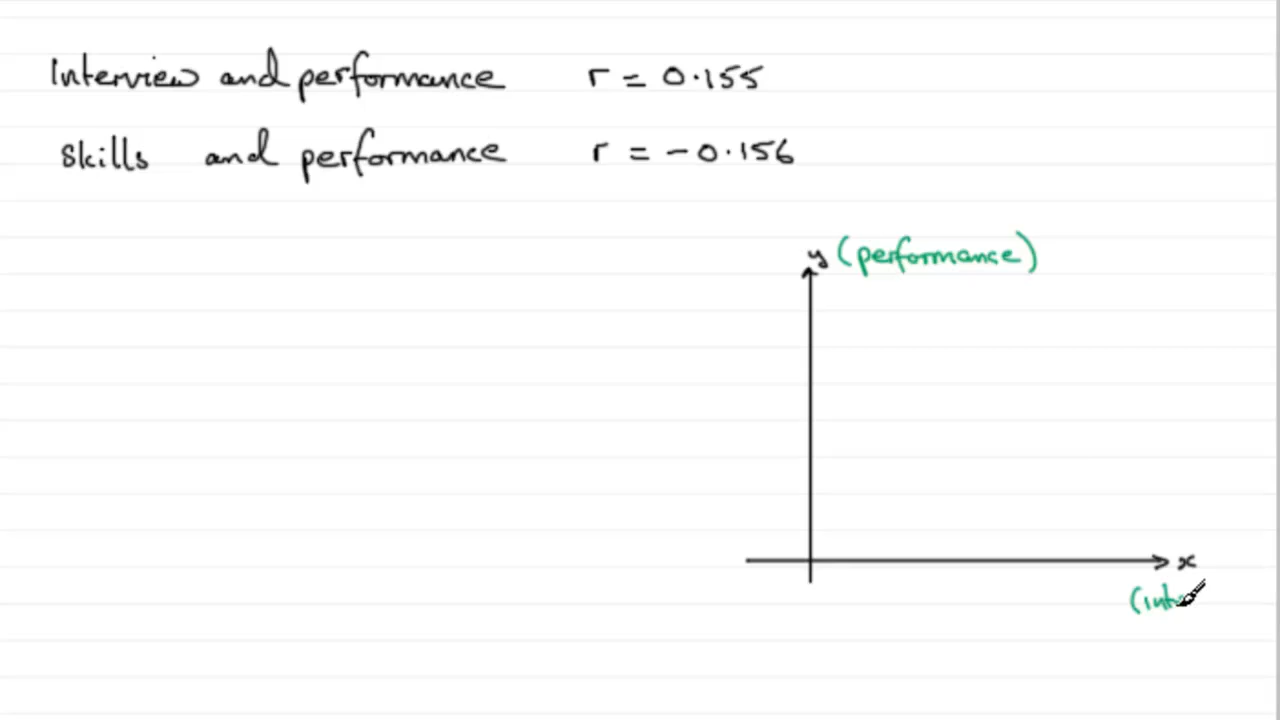 Interview and performance r = 0.155
Skills and performance r = -0.156
y (performance)
x